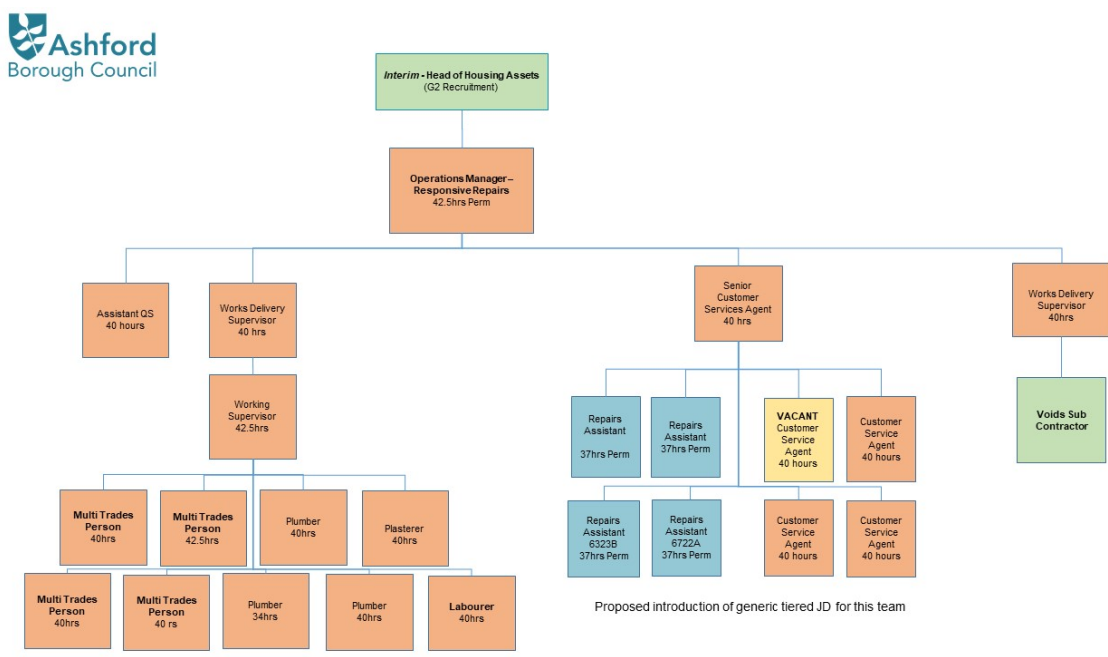 Ashford
Borough Council
Interim - Head of Housing Assets
(G2 Recruitment)
Operations Manager–
Responsive Repairs
42.5hrs Perm
Assistant QS
40 hours
Works Delivery
Supervisor
40 hrs
Senior
Customer
Services Agent
40 hrs
Works Delivery
Supervisor
40hrs
Working
Supervisor
42.5hrs
Repairs
Assistant
37hrs Perm
Repairs
Assistant
37hrs Perm
VACANT
Customer
Service
Agent
40 hours
Customer
Service
Agent
40 hours
Voids Sub
Contractor
Multi Trades
Person
40hrs
Multi Trades
Person
42.5hrs
Plumber
40hrs
Plasterer
40hrs
Repairs
Assistant
6323B
37hrs Perm
Repairs
Assistant
6722A
37hrs Perm
Customer
Service
Agent
40 hours
Customer
Service
Agent
40 hours
Multi Trades
Person
40hrs
Multi Trades
Person
40 rs
Plumber
34hrs
Plumber
40hrs
Labourer
40hrs
Proposed introduction of generic tiered JD for this team